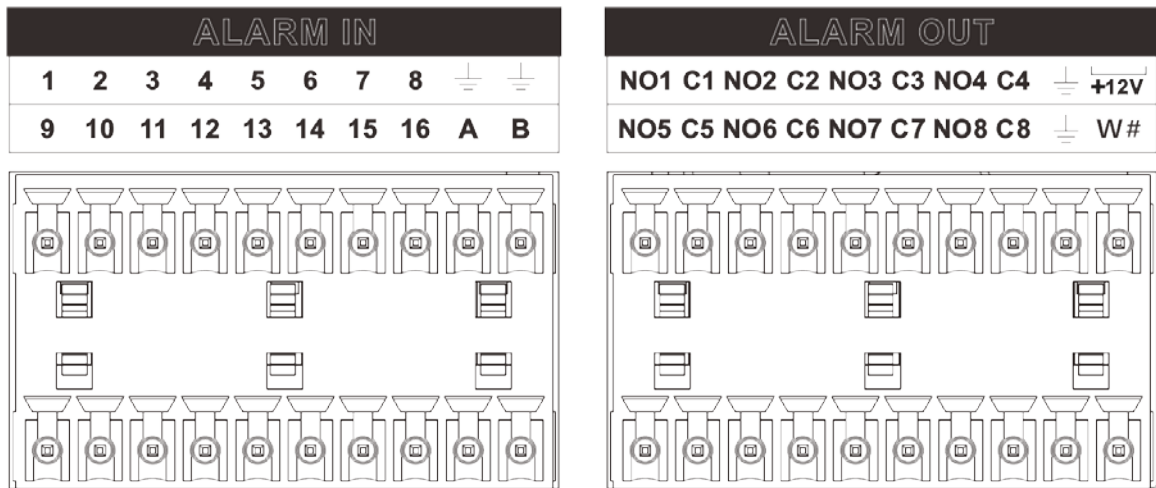 ALARM IN
1 2 3 4 5 6 7 8
9 10 11 12 13 14 15 16 A B
ALARM OUT
NO1 C1 NO2 C2 NO3 C3 NO4 C4 +12V
NO5 C5 NO6 C6 NO7 C7 NO8 C8 W#